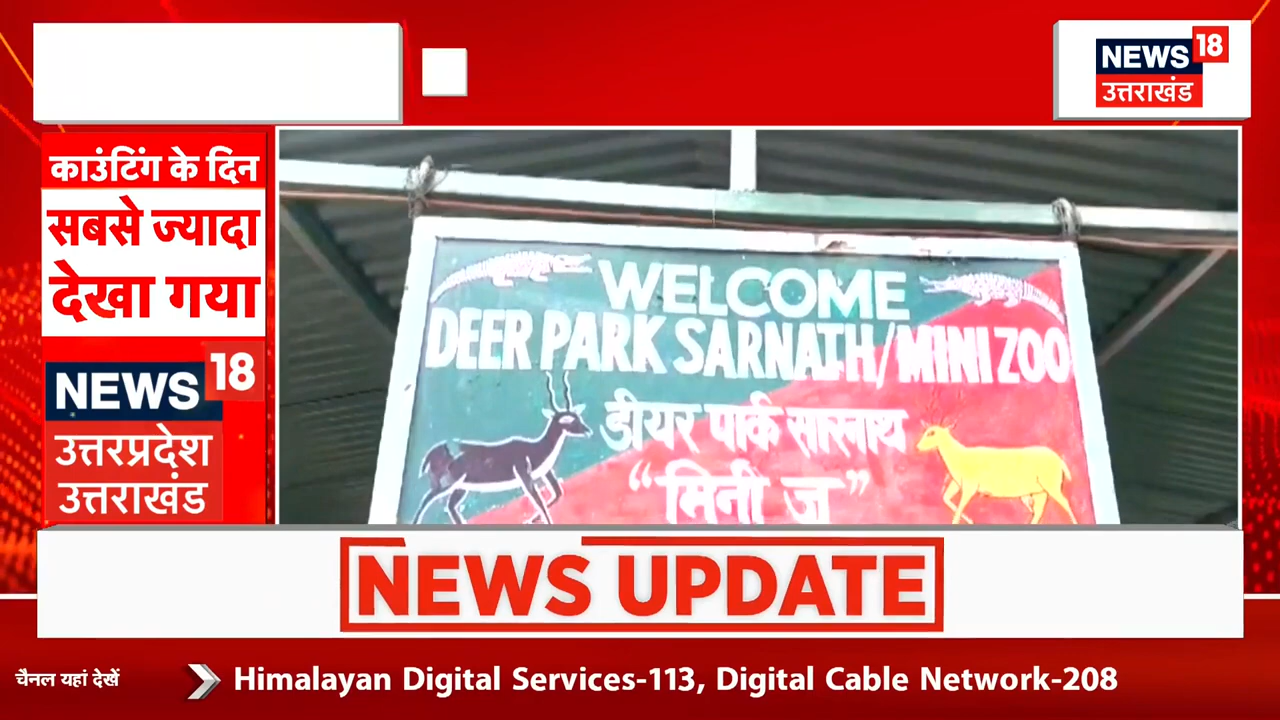 NEWS 18
उत्तराखंड
काउंटिंग के दिन
सबसे ज्यादा
देखा गया
NEWS 18
उत्तरप्रदेश
उत्तराखंड
WELCOME
DEER PARK SARNATH/MINI ZOO
डीयर पार्क सारनाथ
“मिनी जू”
NEWS UPDATE
चैनल यहां देखें
Himalayan Digital Services-113, Digital Cable Network-208